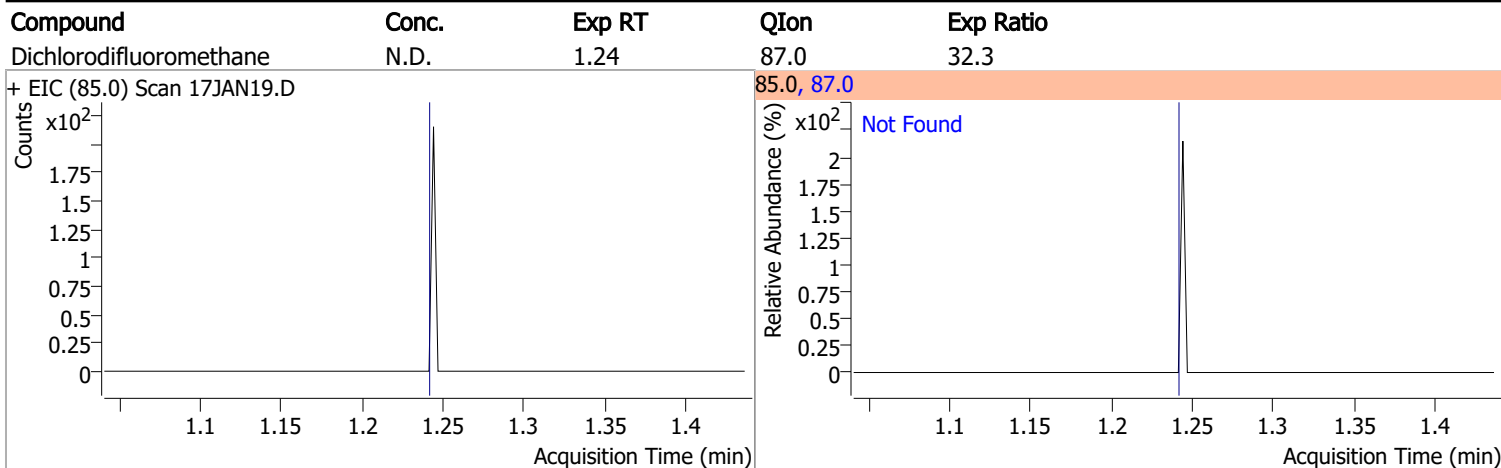 Compound Conc. Exp RT QIon Exp Ratio
Dichlorodifluoromethane N.D. 1.24 87.0 32.3
+ EIC (85.0) Scan 17JAN19.D
Counts
x102
1.75
1.5
1.25
1
0.75
0.5
0.25
0
1.1 1.15 1.2 1.25 1.3 1.35 1.4
Acquisition Time (min)
85.0, 87.0
Relative Abundance (%)
x102
Not Found
2
1.75
1.5
1.25
1
0.75
0.5
0.25
0
1.1 1.15 1.2 1.25 1.3 1.35 1.4
Acquisition Time (min)